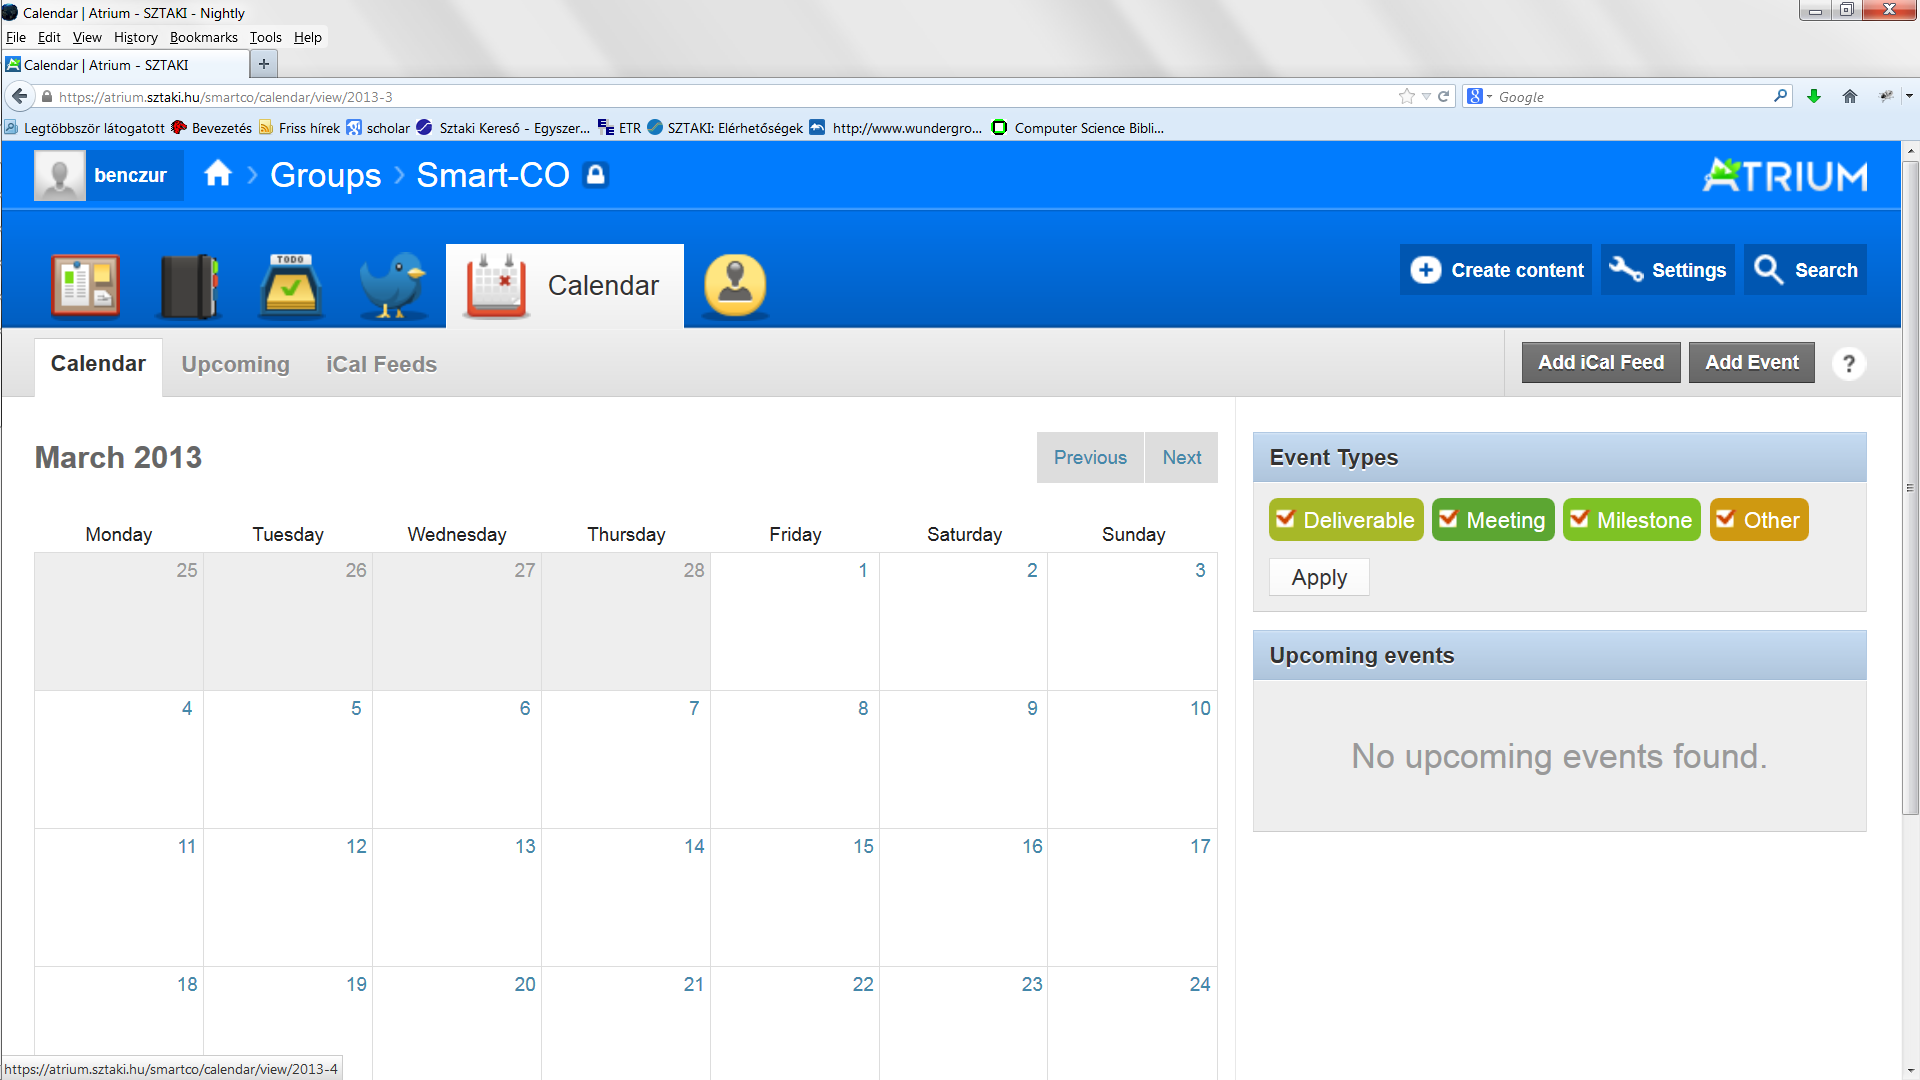 Calendar | Atrium - SZTAKI - Nightly
File Edit View History Bookmarks Tools Help
Calendar | Atrium - SZTAKI +
https://atrium.sztaki.hu/smartco/calendar/view/2013-3 8 Google
Legtöbbször látogatott Bevezetés Friss hírek scholar Sztaki Kereső - Egyszer... ETR SZTAKI: Elérhetőségek http://www.wundergro... Computer Science Bibli...
benczur Groups Smart-CO ATRIUM
TODO Calendar Create content Settings Search
Calendar Upcoming iCal Feeds Add iCal Feed Add Event ?
March 2013 Previous Next
Monday Tuesday Wednesday Thursday Friday Saturday Sunday
25 26 27 28 1 2 3
4 5 6 7 8 9 10
11 12 13 14 15 16 17
18 19 20 21 22 23 24
Event Types
Deliverable Meeting Milestone Other
Apply
Upcoming events
No upcoming events found.
https://atrium.sztaki.hu/smartco/calendar/view/2013-4